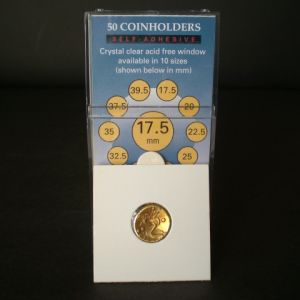 50 COINHOLDERS
SELF-ADHESIVE
Crystal clear acid free window
available in 10 sizes
(shown below in mm)
39.5 17.5
37.5 20
35 17.5 mm 22.5
32.5 25